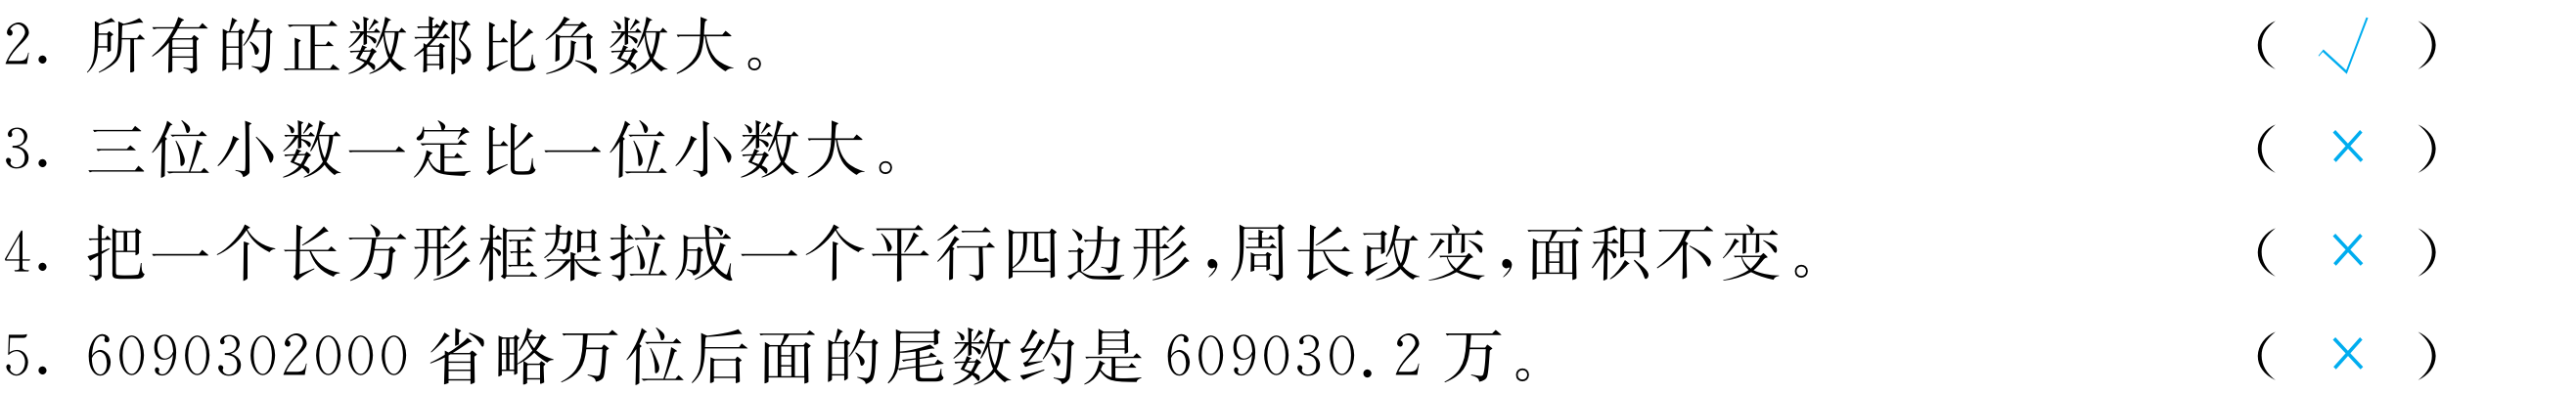 2. 所有的正数都比负数大。 ( √ )
3. 三位小数一定比一位小数大。 ( × )
4. 把一个长方形框架拉成一个平行四边形,周长改变,面积不变。 ( × )
5. 6090302000 省略万位后面的尾数约是 609030.2 万。 ( × )